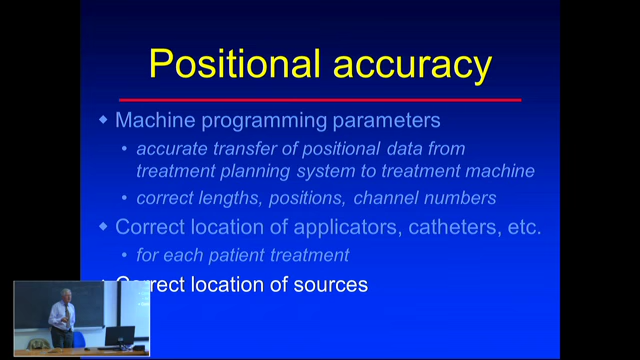 Positional accuracy
Machine programming parameters
accurate transfer of positional data from
treatment planning system to treatment machine
correct lengths, positions, channel numbers
Correct location of applicators, catheters, etc.
for each patient treatment
Correct location of sources